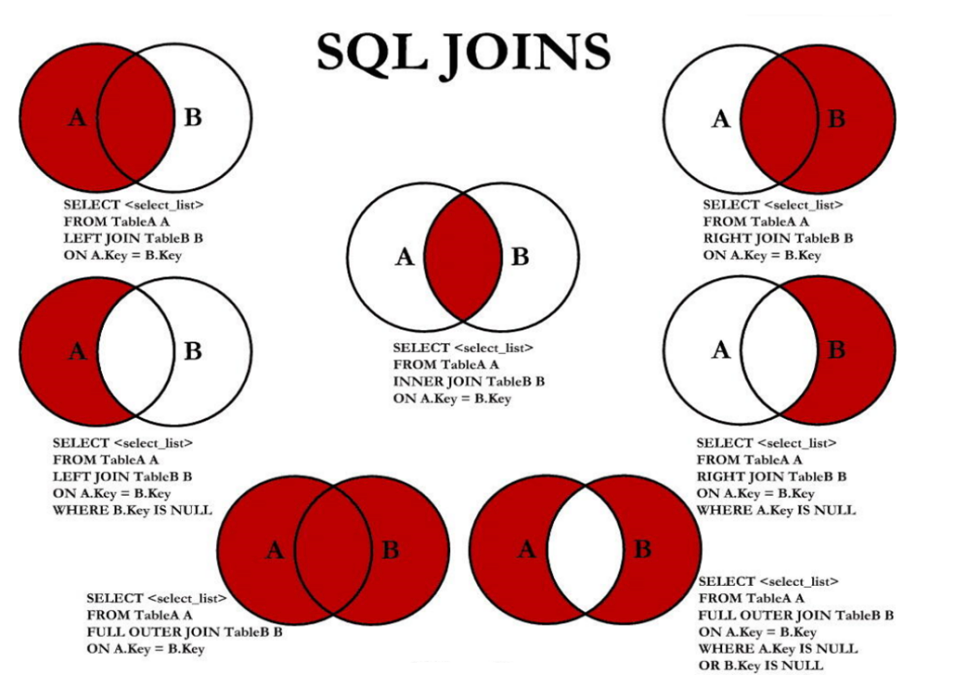 SQL JOINS
A B
SELECT <select_list>
FROM TableA A
LEFT JOIN TableB B
ON A.Key = B.Key
A B
SELECT <select_list>
FROM TableA A
RIGHT JOIN TableB B
ON A.Key = B.Key
A B
SELECT <select_list>
FROM TableA A
INNER JOIN TableB B
ON A.Key = B.Key
A B
SELECT <select_list>
FROM TableA A
LEFT JOIN TableB B
ON A.Key = B.Key
WHERE B.Key IS NULL
A B
SELECT <select_list>
FROM TableA A
RIGHT JOIN TableB B
ON A.Key = B.Key
WHERE A.Key IS NULL
A B
SELECT <select_list>
FROM TableA A
FULL OUTER JOIN TableB B
ON A.Key = B.Key
A B
SELECT <select_list>
FROM TableA A
FULL OUTER JOIN TableB B
ON A.Key = B.Key
WHERE A.Key IS NULL
OR B.Key IS NULL